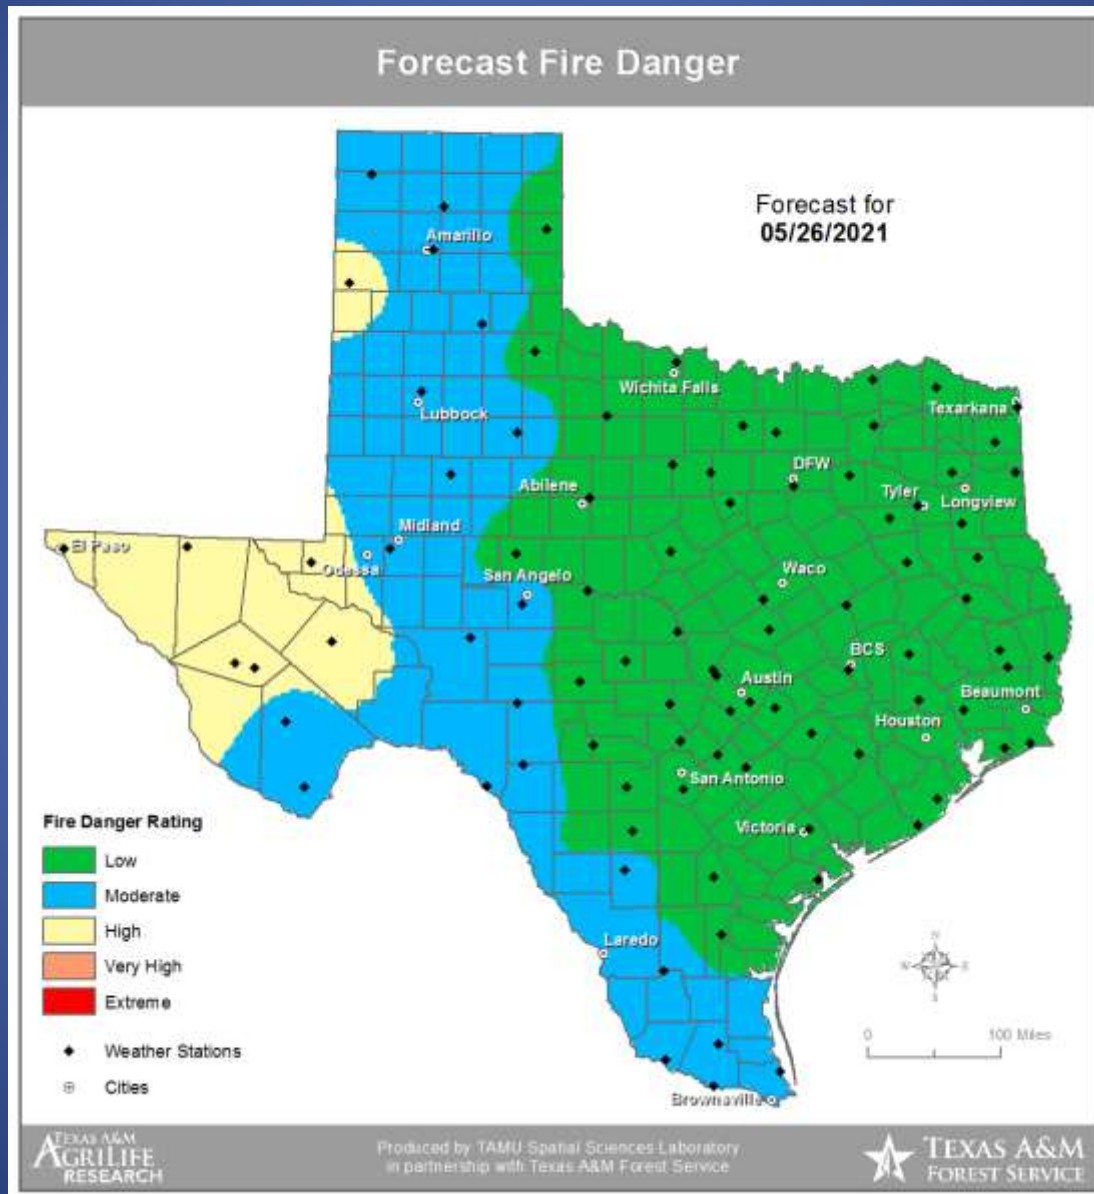 Forecast Fire Danger
Forecast for
05/26/2021
Amarillo
Wichita Falls
Lubbock
Texarkana
DFW
Abilene
Tyler
Longview
Midland
El Paso
Odessa
San Angelo
Waco
BCS
Austin
Beaumont
Houston
San Antonio
Victoria
Laredo
Brownsville
Fire Danger Rating
Low
Moderate
High
Very High
Extreme
Weather Stations
Cities
N
W E
S
0 100 Miles
TEXAS A&M
AGRILIFE
RESEARCH
Produced by TAMU Spatial Sciences Laboratory
in partnership with Texas A&M Forest Service
TEXAS A&M
FOREST SERVICE